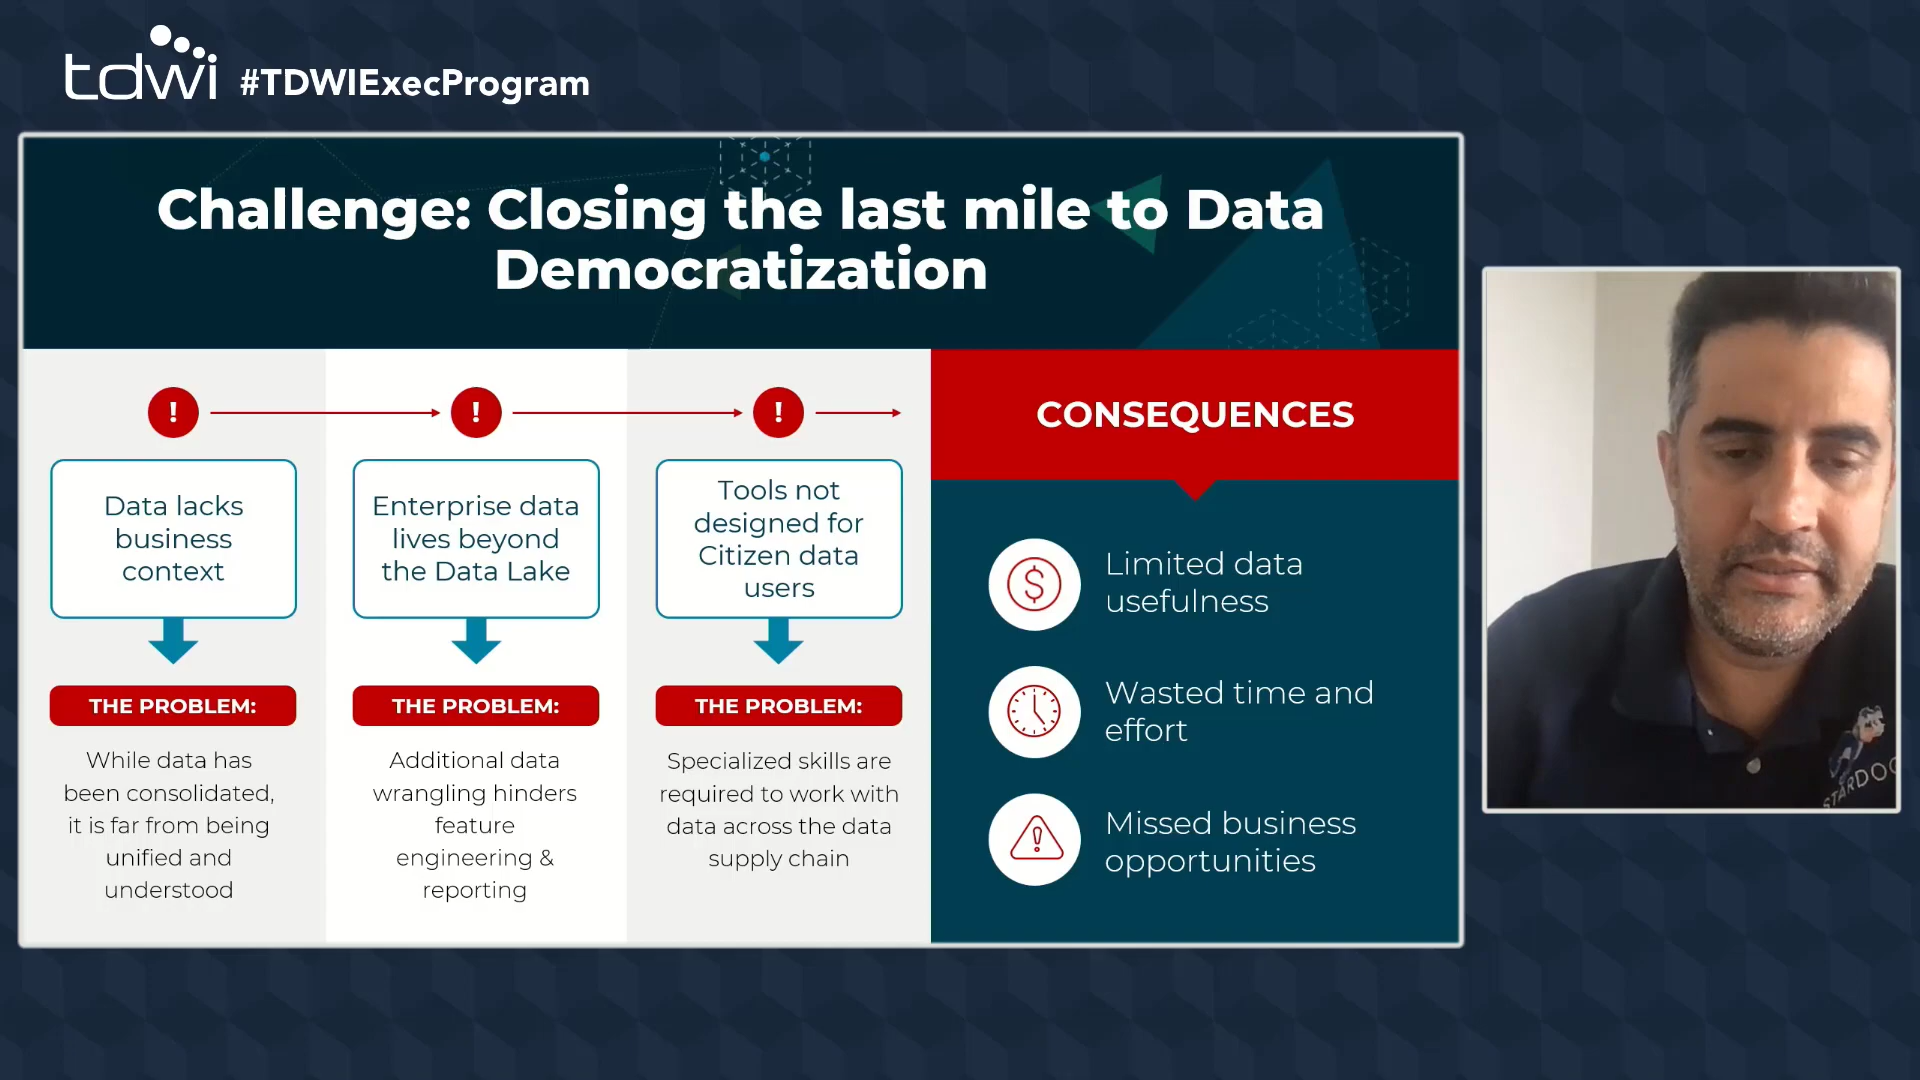 tdwi #TDWIExecProgram
Challenge: Closing the last mile to Data
Democratization
!
!
!
Data lacks
business
context
Enterprise data
lives beyond
the Data Lake
Tools not
designed for
Citizen data
users
THE PROBLEM:
THE PROBLEM:
THE PROBLEM:
While data has
been consolidated,
it is far from being
unified and
understood
Additional data
wrangling hinders
feature
engineering &
reporting
Specialized skills are
required to work with
data across the data
supply chain
CONSEQUENCES
$
Limited data
usefulness
Wasted time and
effort
!
Missed business
opportunities
STARDOG